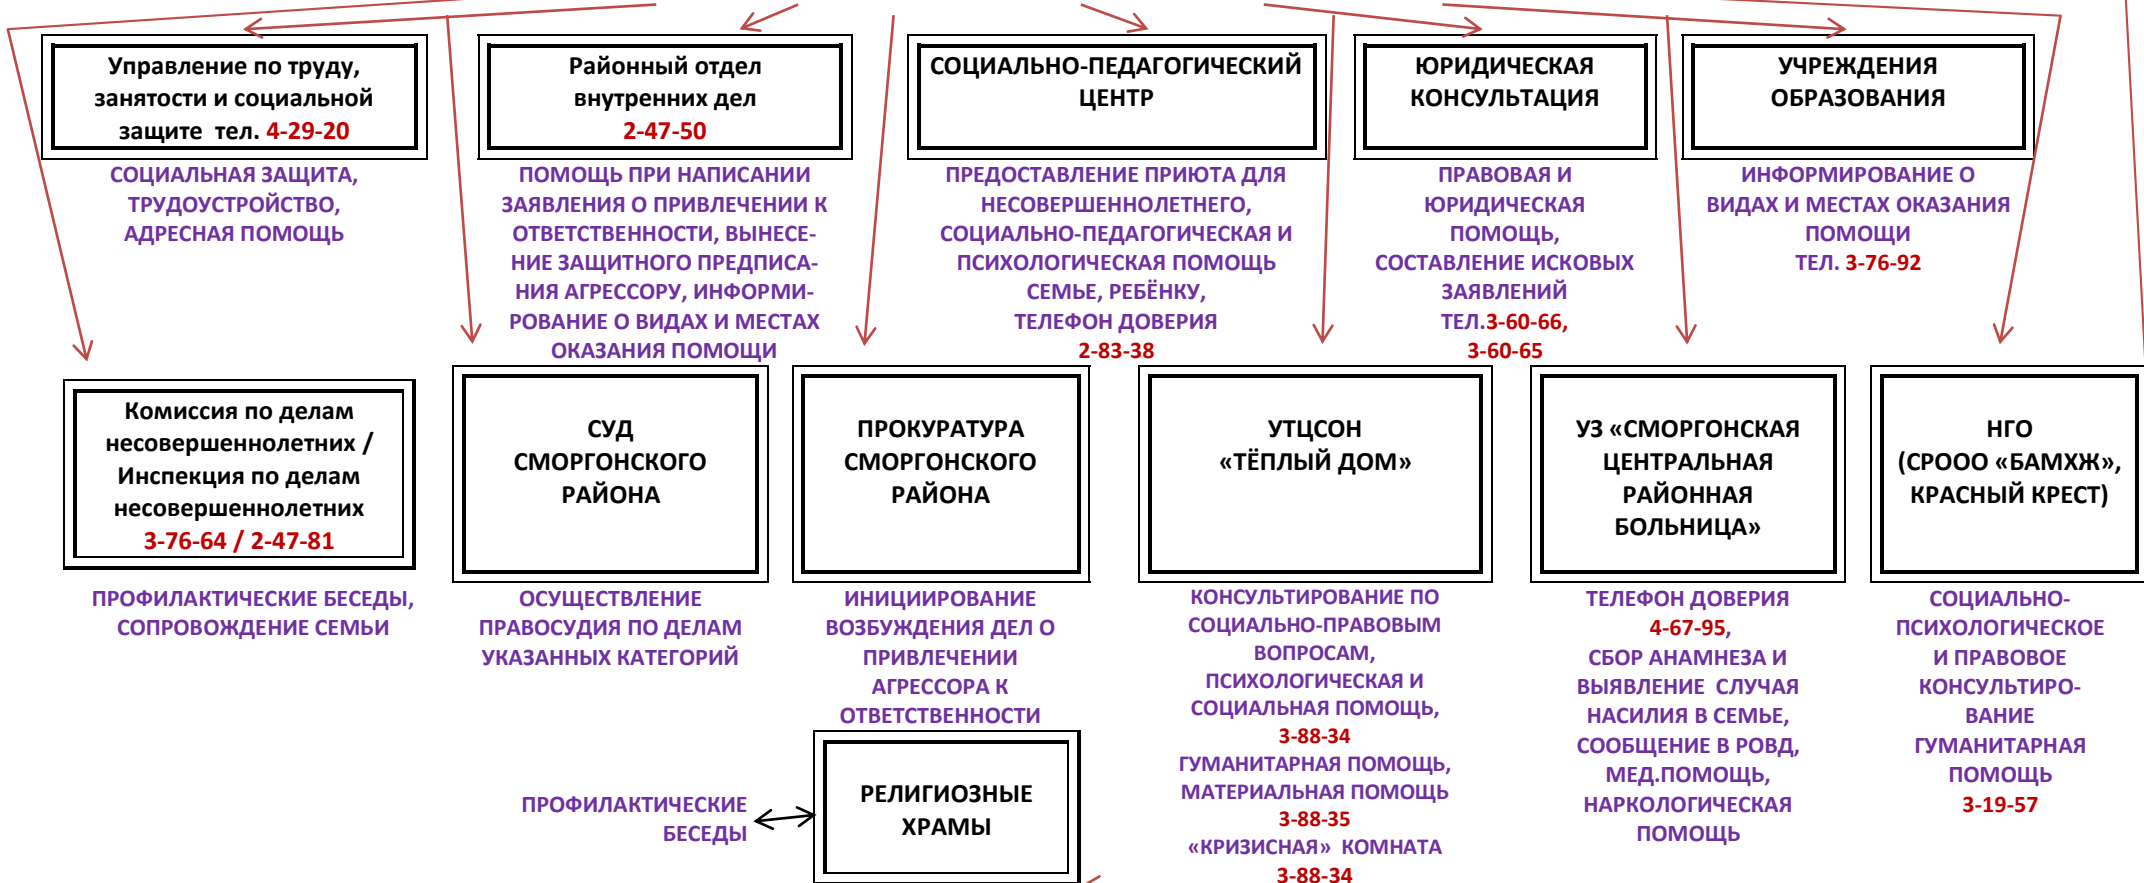 Управление по труду,
занятости и социальной
защите тел. 4-29-20
СОЦИАЛЬНАЯ ЗАЩИТА,
ТРУДОУСТРОЙСТВО,
АДРЕСНАЯ ПОМОЩЬ
Районный отдел
внутренних дел
2-47-50
ПОМОЩЬ ПРИ НАПИСАНИИ
ЗАЯВЛЕНИЯ О ПРИВЛЕЧЕНИИ К
ОТВЕТСТВЕННОСТИ, ВЫНЕСЕ-
НИЕ ЗАЩИТНОГО ПРЕДПИСА-
НИЯ АГРЕССОРУ, ИНФОРМИ-
РОВАНИЕ О ВИДАХ И МЕСТАХ
ОКАЗАНИЯ ПОМОЩИ
СОЦИАЛЬНО-ПЕДАГОГИЧЕСКИЙ
ЦЕНТР
ПРЕДОСТАВЛЕНИЕ ПРИЮТА ДЛЯ
НЕСОВЕРШЕННОЛЕТНЕГО,
СОЦИАЛЬНО-ПЕДАГОГИЧЕСКАЯ И
ПСИХОЛОГИЧЕСКАЯ ПОМОЩЬ
СЕМЬЕ, РЕБЁНКУ,
ТЕЛЕФОН ДОВЕРИЯ
2-83-38
ЮРИДИЧЕСКАЯ
КОНСУЛЬТАЦИЯ
ПРАВОВАЯ И
ЮРИДИЧЕСКАЯ
ПОМОЩЬ,
СОСТАВЛЕНИЕ ИСКОВЫХ
ЗАЯВЛЕНИЙ
ТЕЛ.3-60-66,
3-60-65
УЧРЕЖДЕНИЯ
ОБРАЗОВАНИЯ
ИНФОРМИРОВАНИЕ О
ВИДАХ И МЕСТАХ ОКАЗАНИЯ
ПОМОЩИ
ТЕЛ. 3-76-92
Комиссия по делам
несовершеннолетних /
Инспекция по делам
несовершеннолетних
3-76-64 / 2-47-81
ПРОФИЛАКТИЧЕСКИЕ БЕСЕДЫ,
СОПРОВОЖДЕНИЕ СЕМЬИ
СУД
СМОРГОНСКОГО
РАЙОНА
ОСУЩЕСТВЛЕНИЕ
ПРАВОСУДИЯ ПО ДЕЛАМ
УКАЗАННЫХ КАТЕГОРИЙ
ПРОКУРАТУРА
СМОРГОНСКОГО
РАЙОНА
ИНИЦИИРОВАНИЕ
ВОЗБУЖДЕНИЯ ДЕЛ О
ПРИВЛЕЧЕНИИ
АГРЕССОРА К
ОТВЕТСТВЕННОСТИ
УТЦСОН
«ТЁПЛЫЙ ДОМ»
КОНСУЛЬТИРОВАНИЕ ПО
СОЦИАЛЬНО-ПРАВОВЫМ
ВОПРОСАМ,
ПСИХОЛОГИЧЕСКАЯ И
СОЦИАЛЬНАЯ ПОМОЩЬ,
3-88-34
ГУМАНИТАРНАЯ ПОМОЩЬ,
МАТЕРИАЛЬНАЯ ПОМОЩЬ
3-88-35
«КРИЗИСНАЯ» КОМНАТА
3-88-34
УЗ «СМОРГОНСКАЯ
ЦЕНТРАЛЬНАЯ
РАЙОННАЯ
БОЛЬНИЦА»
ТЕЛЕФОН ДОВЕРИЯ
4-67-95,
СБОР АНАМНЕЗА И
ВЫЯВЛЕНИЕ СЛУЧАЯ
НАСИЛИЯ В СЕМЬЕ,
СООБЩЕНИЕ В РОВД,
МЕД.ПОМОЩЬ,
НАРКОЛОГИЧЕСКАЯ
ПОМОЩЬ
НГО
(СРООО «БАМХЖ»,
КРАСНЫЙ КРЕСТ)
СОЦИАЛЬНО-
ПСИХОЛОГИЧЕСКОЕ
И ПРАВОВОЕ
КОНСУЛЬТИРО-
ВАНИЕ
ГУМАНИТАРНАЯ
ПОМОЩЬ
3-19-57
ПРОФИЛАКТИЧЕСКИЕ
БЕСЕДЫ
РЕЛИГИОЗНЫЕ
ХРАМЫ